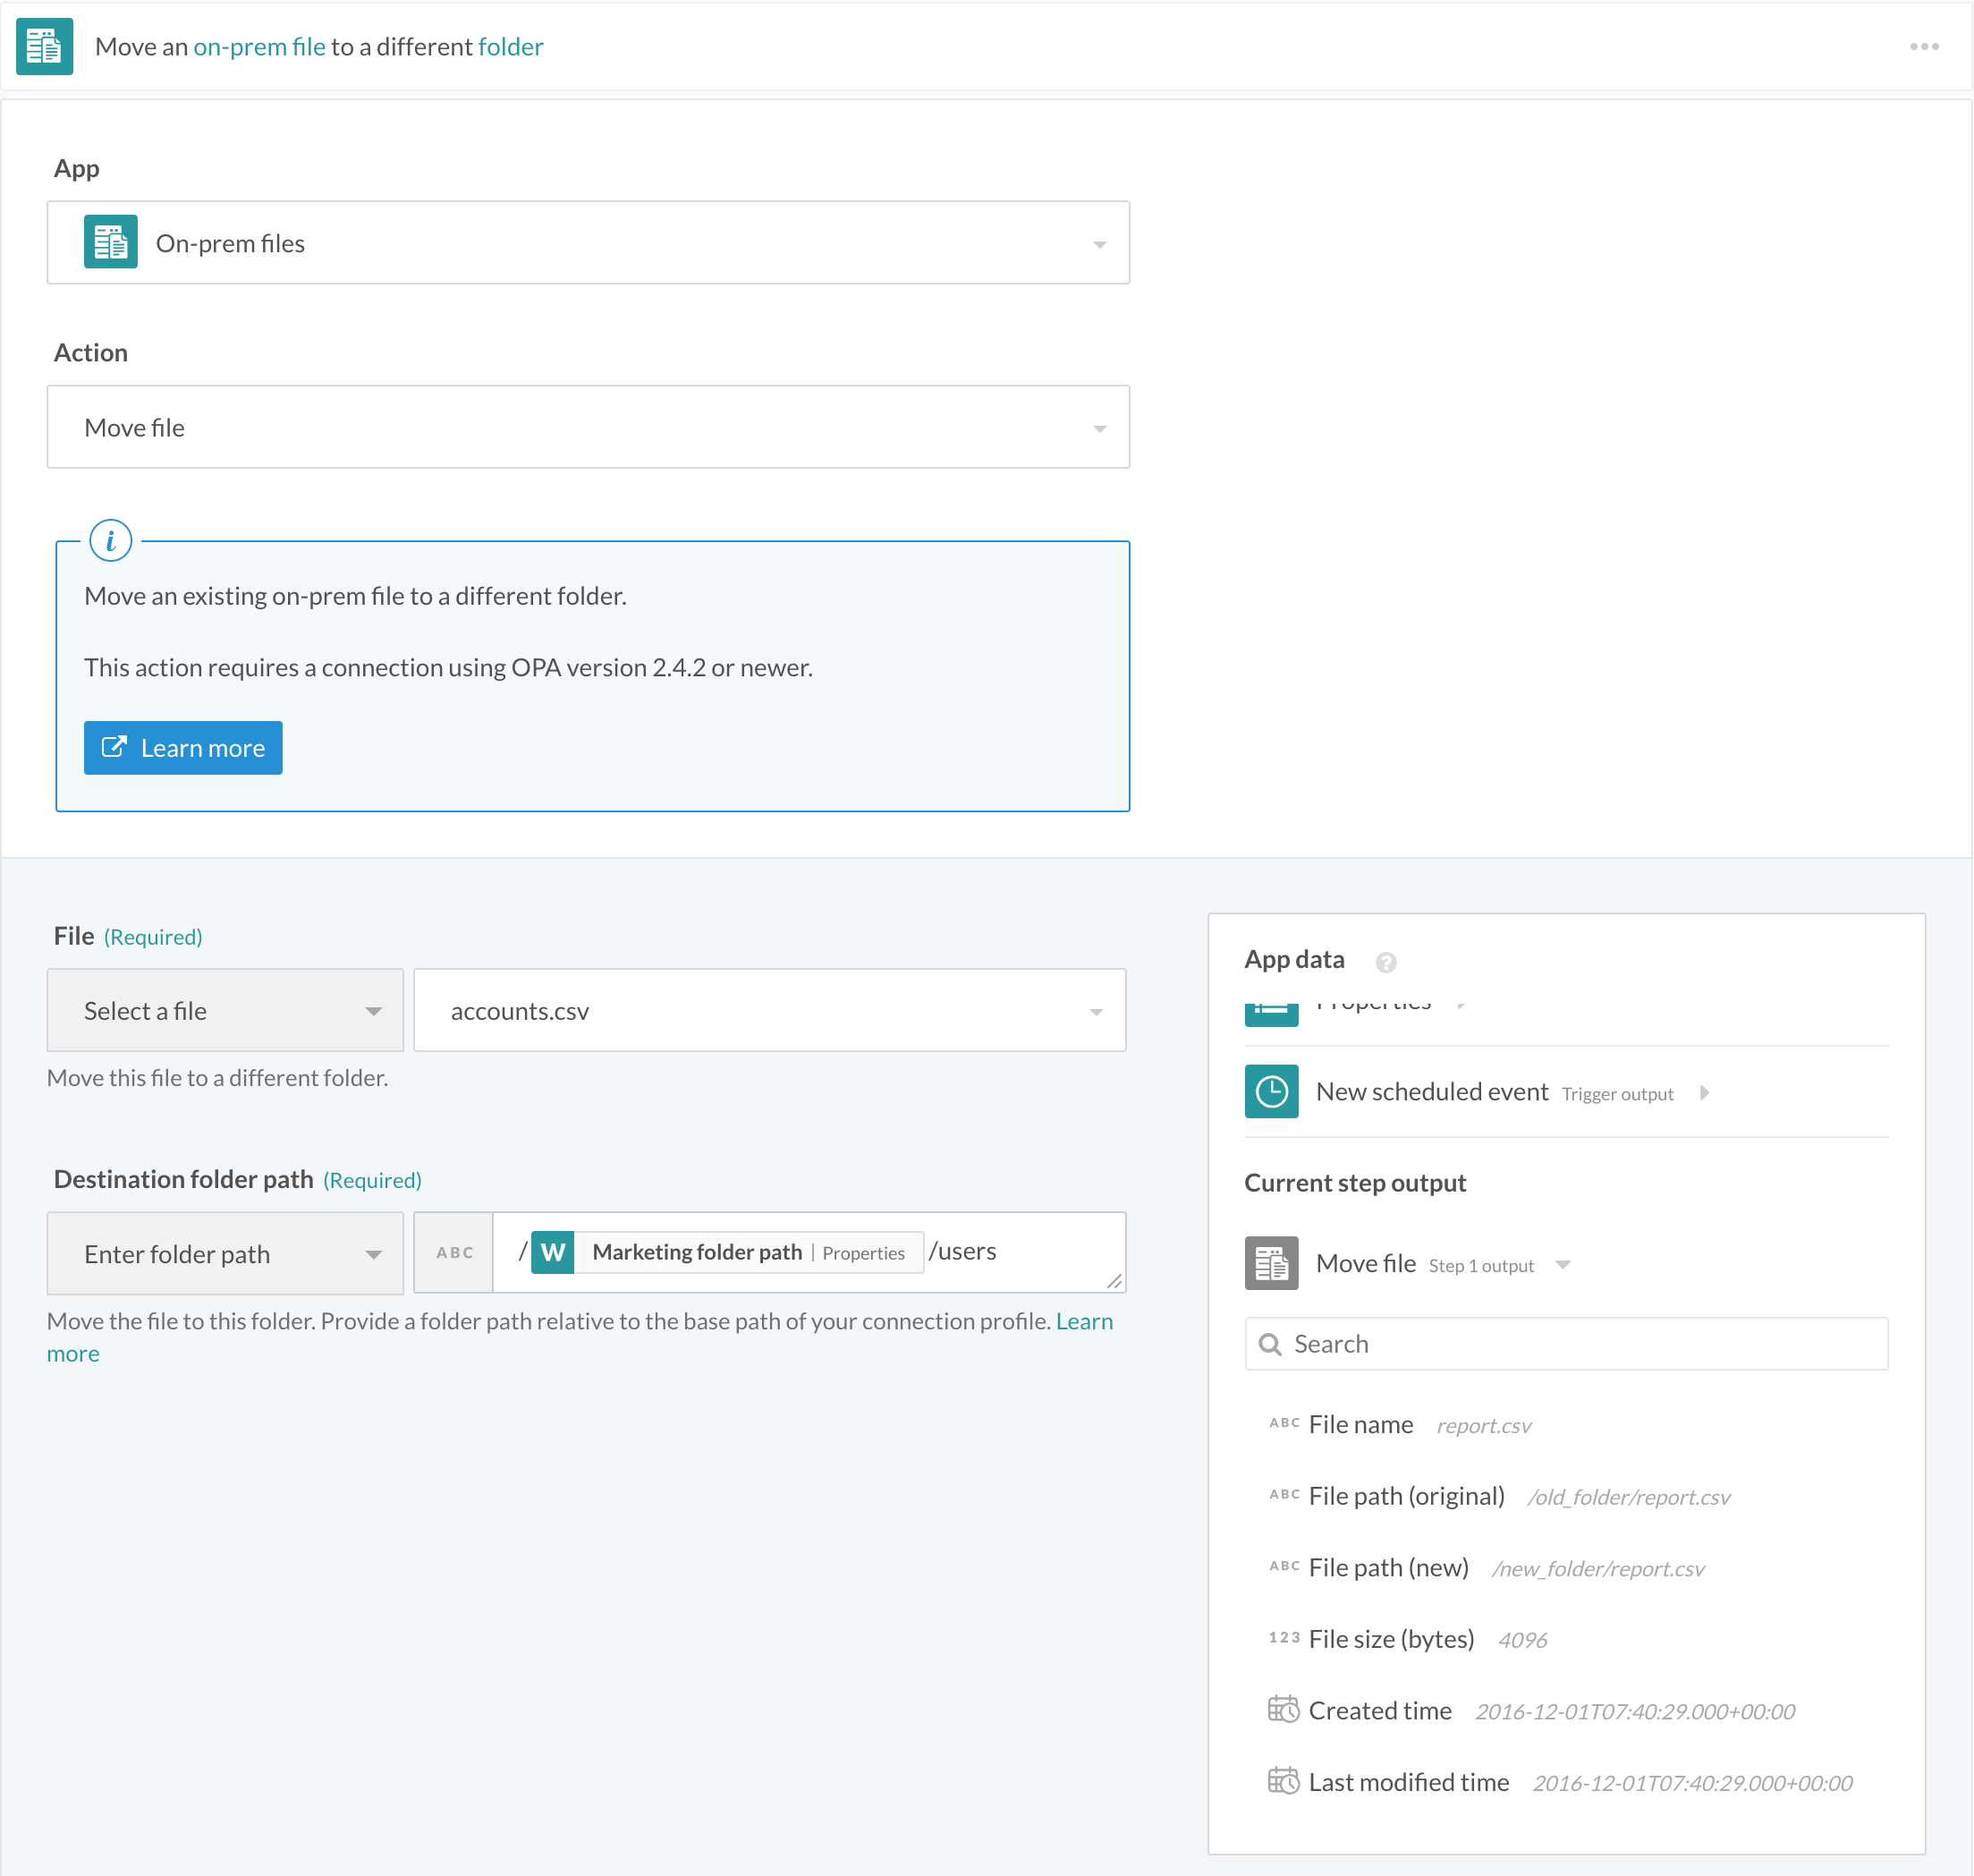 Move an on-prem file to a different folder
App
On-prem files
Action
Move file
i
Move an existing on-prem file to a different folder.
This action requires a connection using OPA version 2.4.2 or newer.
Learn more
File (Required)
Select a file
accounts.csv
Move this file to a different folder.
Destination folder path (Required)
Enter folder path
ABC
/ W Marketing folder path | Properties /users
Move the file to this folder. Provide a folder path relative to the base path of your connection profile. Learn
more
App data ?
Properties
New scheduled event Trigger output
Current step output
Move file Step 1 output
Search
ABC File name report.csv
ABC File path (original) /old_folder/report.csv
ABC File path (new) /new_folder/report.csv
123 File size (bytes) 4096
Created time 2016-12-01T07:40:29.000+00:00
Last modified time 2016-12-01T07:40:29.000+00:00